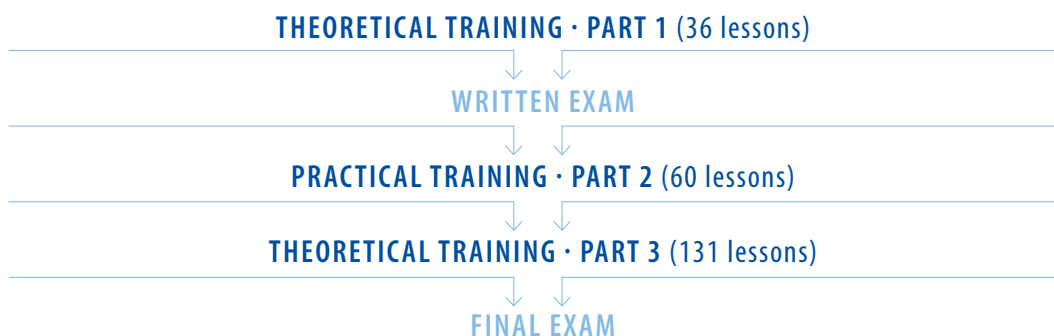 THEORETICAL TRAINING · PART 1 (36 lessons)
WRITTEN EXAM
PRACTICAL TRAINING · PART 2 (60 lessons)
THEORETICAL TRAINING · PART 3 (131 lessons)
FINAL EXAM